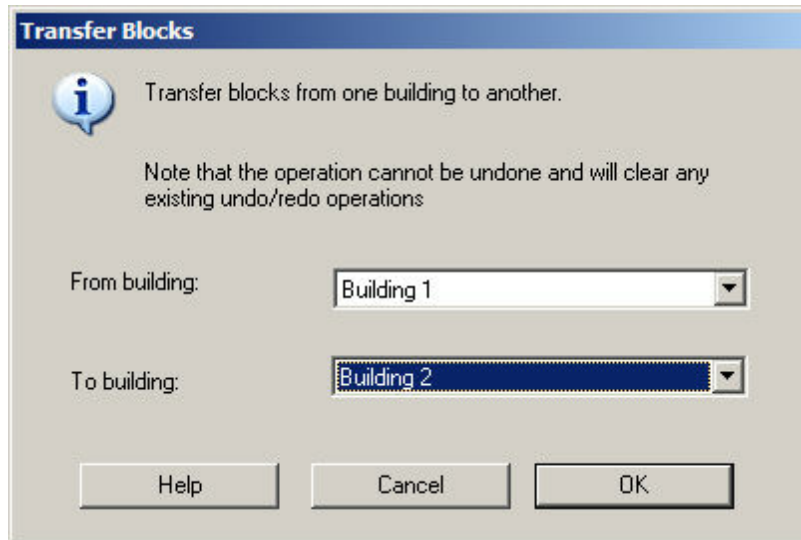 Transfer Blocks
Transfer blocks from one building to another.
Note that the operation cannot be undone and will clear any
existing undo/redo operations
From building: Building 1
To building: Building 2
Help Cancel OK